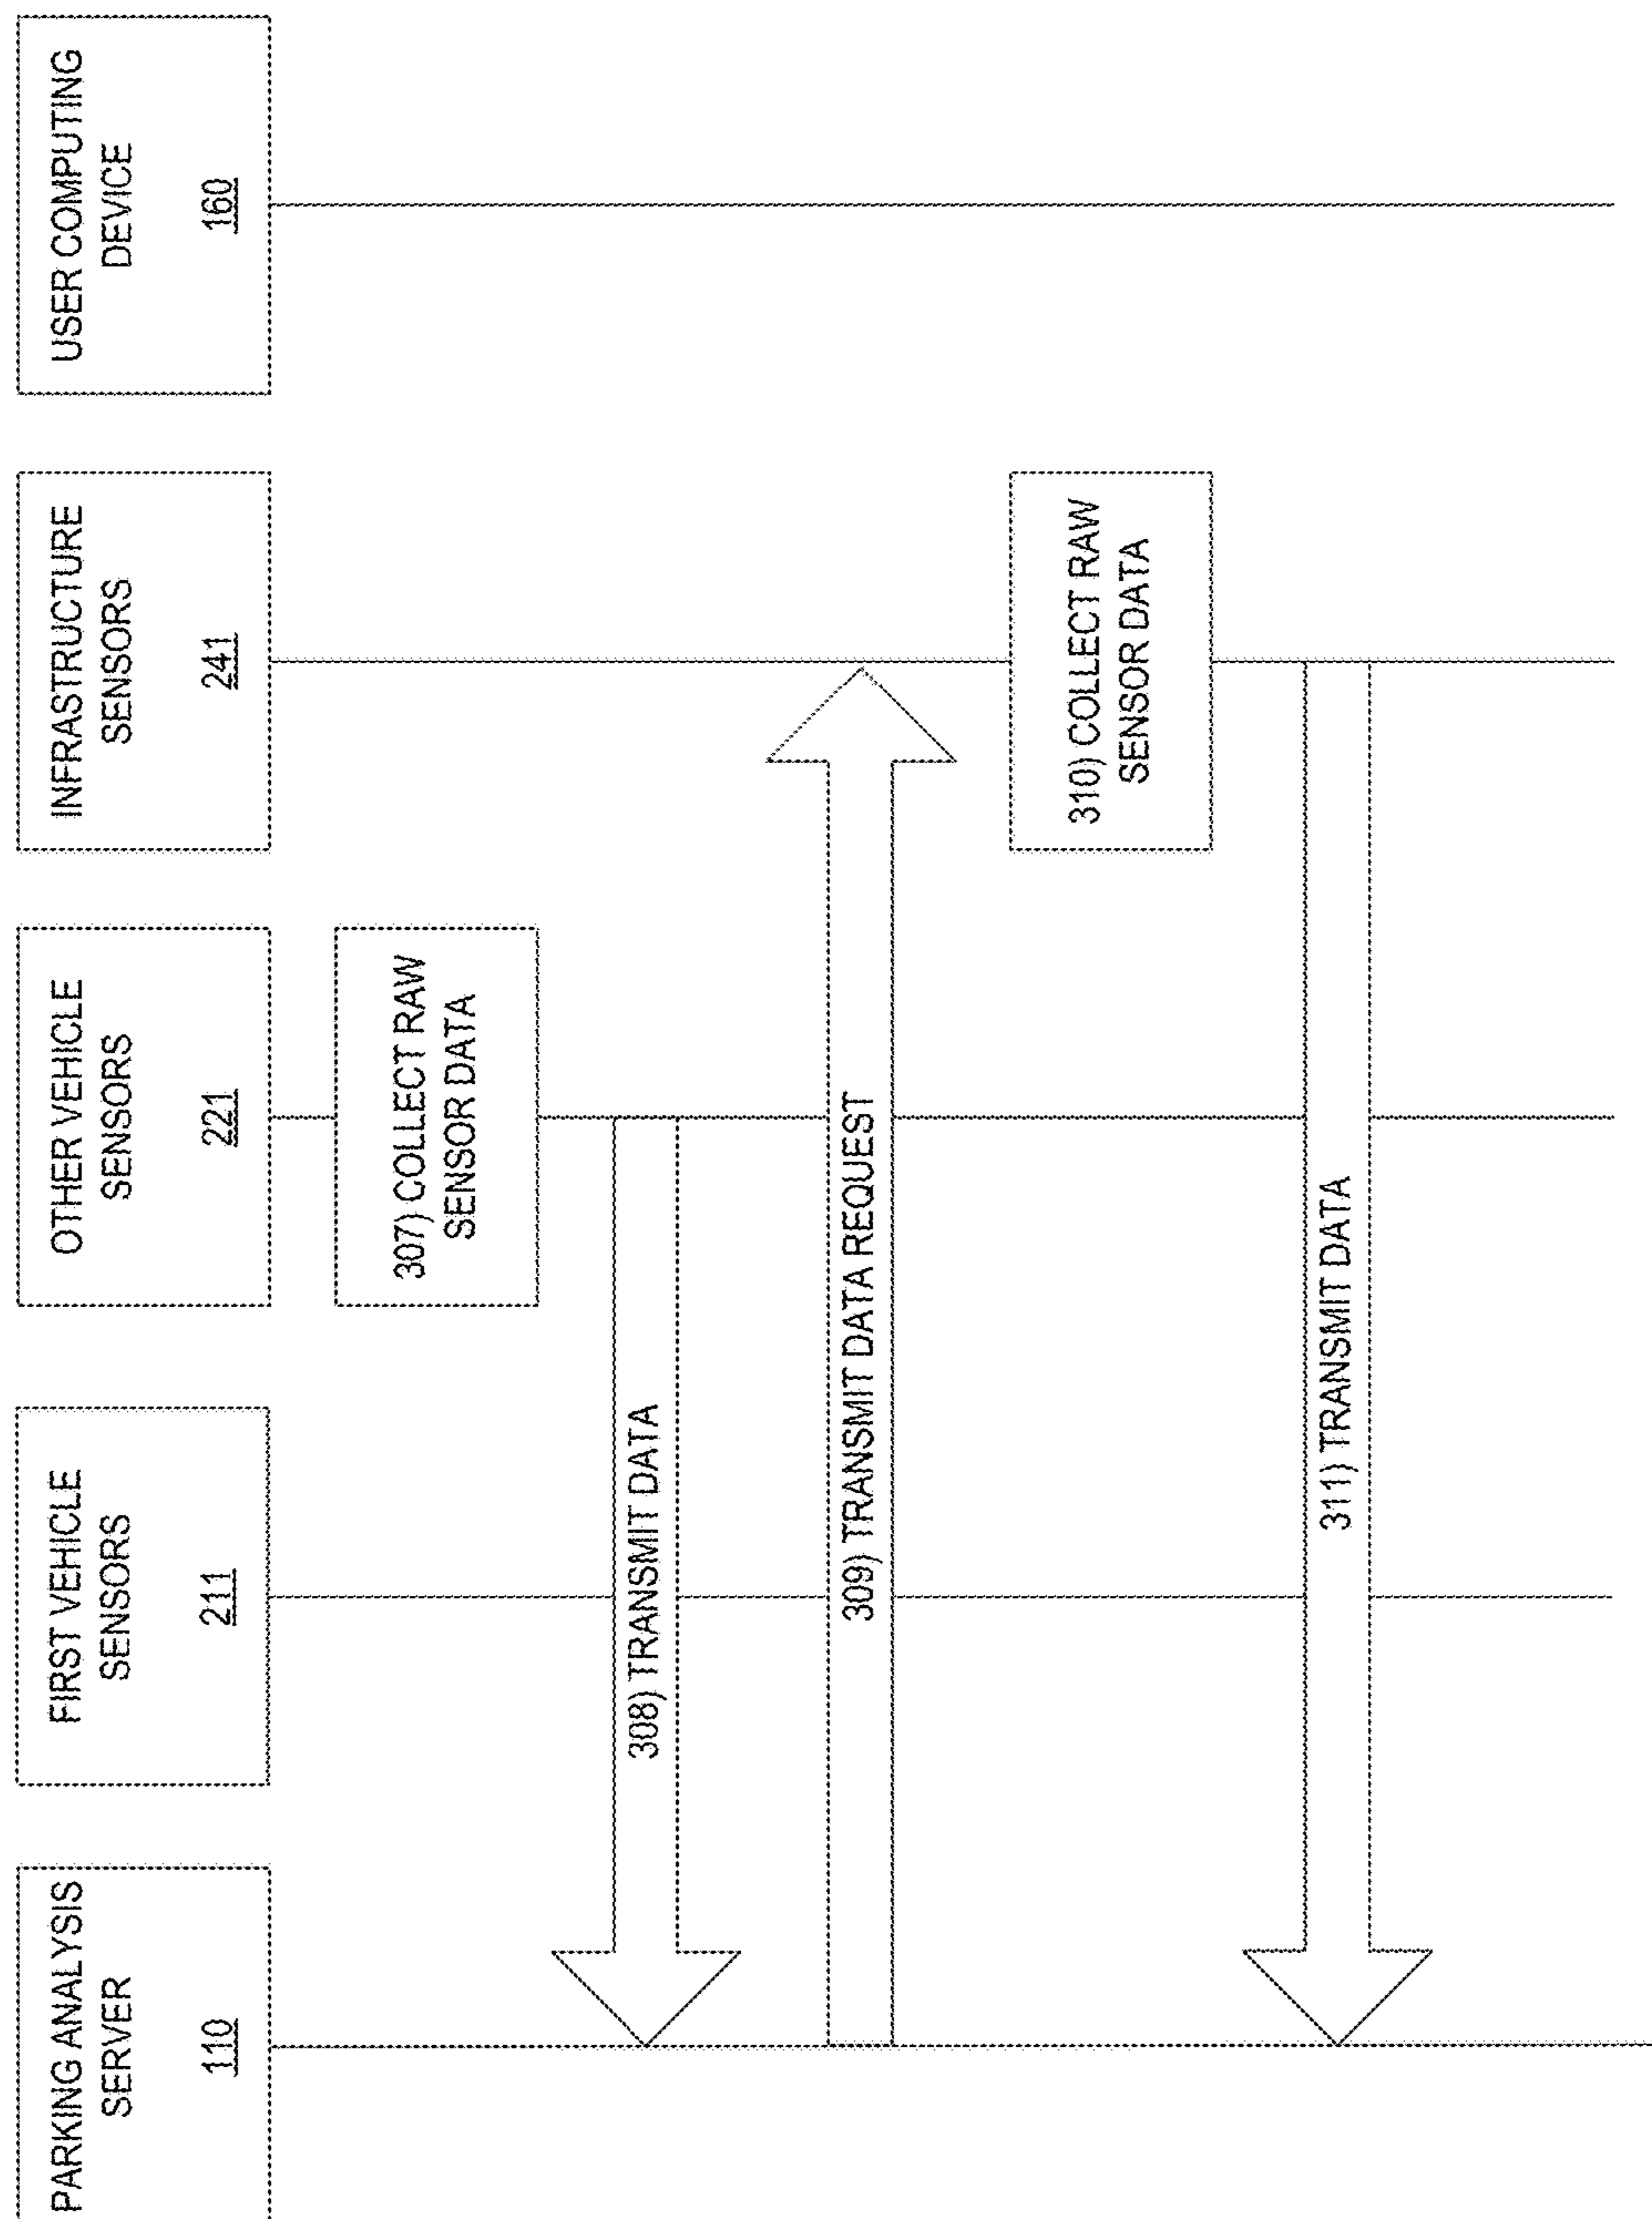 PARKING ANALYSIS
SERVER
110
FIRST VEHICLE
SENSORS
211
OTHER VEHICLE
SENSORS
221
INFRASTRUCTURE
SENSORS
241
USER COMPUTING
DEVICE
160
307) COLLECT RAW
SENSOR DATA
308) TRANSMIT DATA
309) TRANSMIT DATA REQUEST
310) COLLECT RAW
SENSOR DATA
311) TRANSMIT DATA